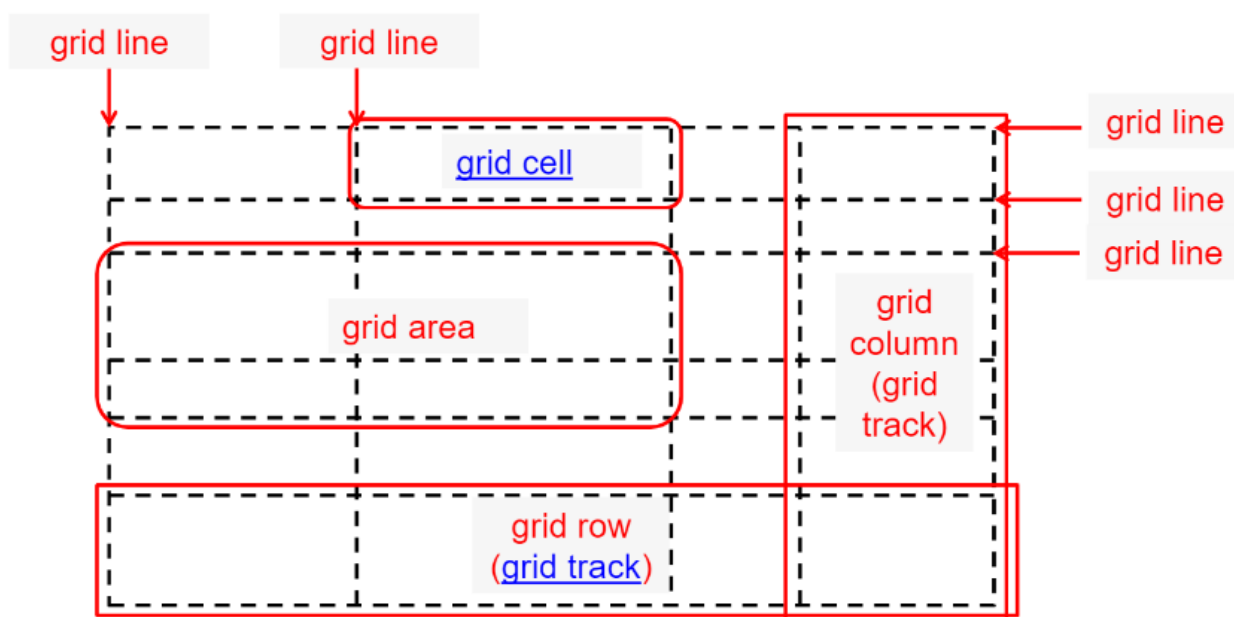 grid line
grid line
grid line
grid cell
grid line
grid line
grid area
grid
column
(grid
track)
grid row
(grid track)